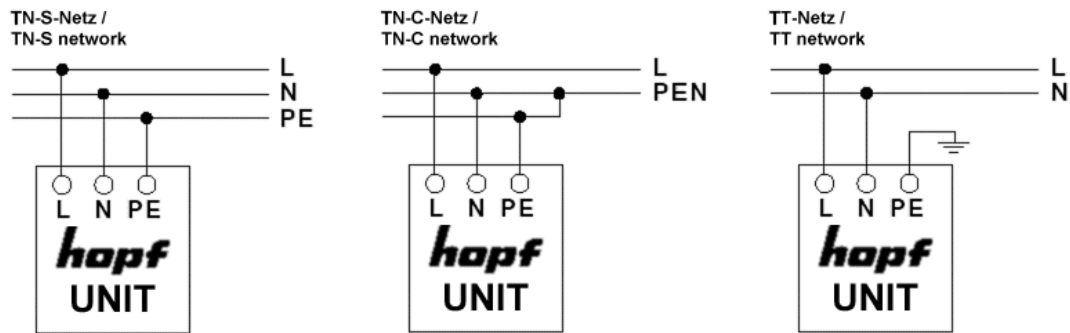 TN-S-Netz /
TN-S network
L
N
PE
L N PE
hopf
UNIT
TN-C-Netz /
TN-C network
L
PEN
L N PE
hopf
UNIT
TT-Netz /
TT network
L
N
L N PE
hopf
UNIT